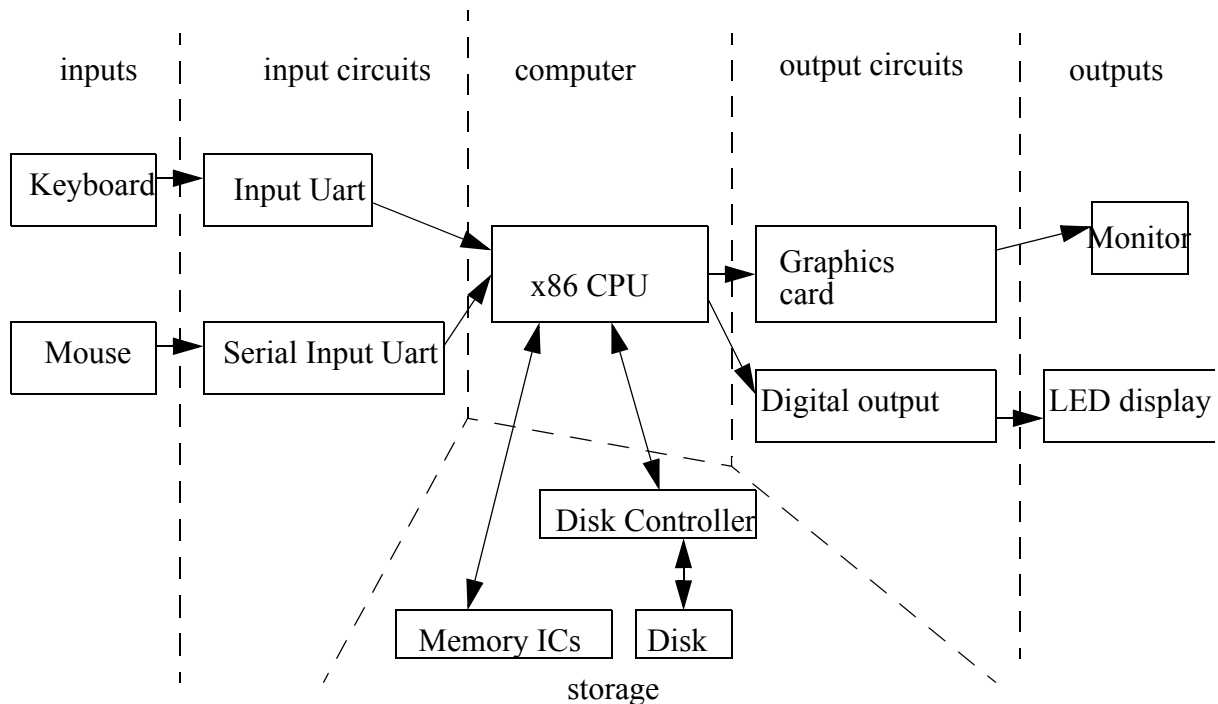 inputs
input circuits
computer
output circuits
outputs
Keyboard
Input Uart
x86 CPU
Graphics
card
Monitor
Mouse
Serial Input Uart
Digital output
LED display
Disk Controller
Memory ICs
Disk
storage